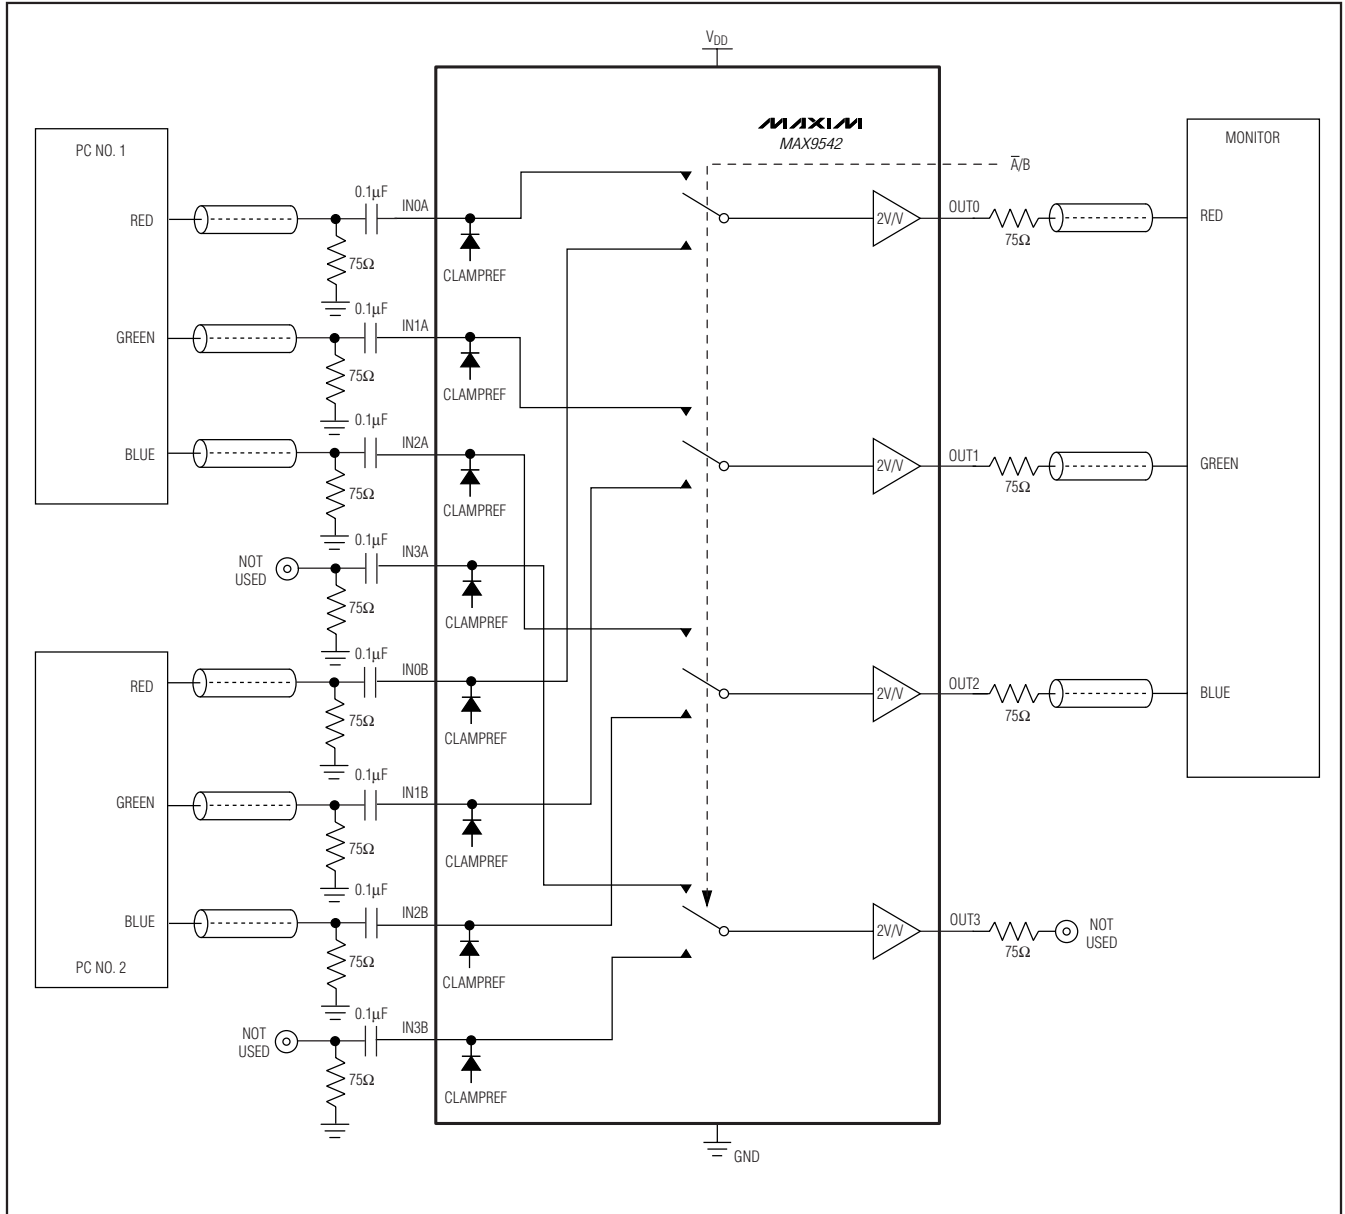 V_DD
MAXIM
MAX9542
A̅/B
PC NO. 1
RED
0.1µF
IN0A
75Ω
CLAMPREF
2V/V
OUT0
75Ω
MONITOR
RED
GREEN
0.1µF
IN1A
75Ω
CLAMPREF
BLUE
0.1µF
IN2A
75Ω
CLAMPREF
2V/V
OUT1
75Ω
GREEN
NOT
USED
0.1µF
IN3A
75Ω
CLAMPREF
RED
0.1µF
IN0B
75Ω
CLAMPREF
2V/V
OUT2
75Ω
BLUE
GREEN
0.1µF
IN1B
75Ω
CLAMPREF
BLUE
PC NO. 2
0.1µF
IN2B
75Ω
CLAMPREF
2V/V
OUT3
75Ω
NOT
USED
NOT
USED
0.1µF
IN3B
75Ω
CLAMPREF
GND